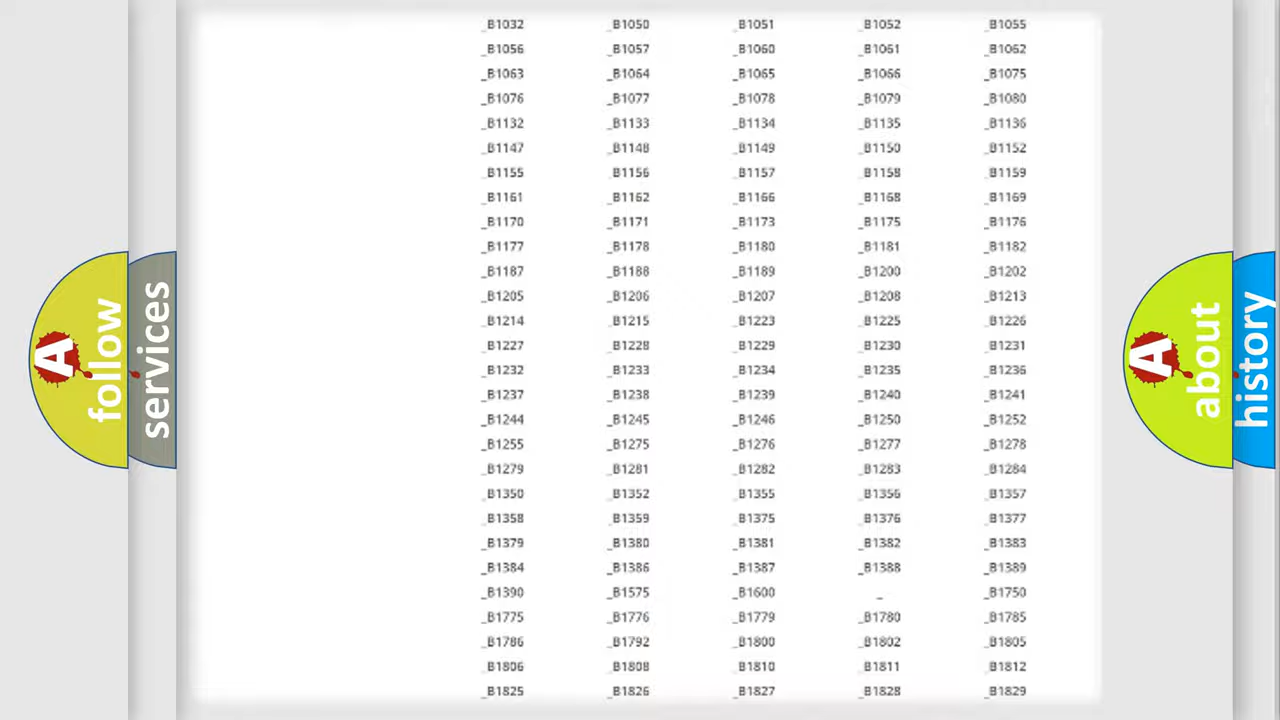 _B1032 _B1050 _B1051 _B1052 _B1055
_B1056 _B1057 _B1060 _B1061 _B1062
_B1063 _B1064 _B1065 _B1066 _B1075
_B1076 _B1077 _B1078 _B1079 _B1080
_B1132 _B1133 _B1134 _B1135 _B1136
_B1147 _B1148 _B1149 _B1150 _B1152
_B1155 _B1156 _B1157 _B1158 _B1159
_B1161 _B1162 _B1166 _B1168 _B1169
_B1170 _B1171 _B1173 _B1175 _B1176
_B1177 _B1178 _B1180 _B1181 _B1182
_B1187 _B1188 _B1189 _B1200 _B1202
_B1205 _B1206 _B1207 _B1208 _B1213
_B1214 _B1215 _B1223 _B1225 _B1226
_B1227 _B1228 _B1229 _B1230 _B1231
_B1232 _B1233 _B1234 _B1235 _B1236
_B1237 _B1238 _B1239 _B1240 _B1241
_B1244 _B1245 _B1246 _B1250 _B1252
_B1255 _B1275 _B1276 _B1277 _B1278
_B1279 _B1281 _B1282 _B1283 _B1284
_B1350 _B1352 _B1355 _B1356 _B1357
_B1358 _B1359 _B1375 _B1376 _B1377
_B1379 _B1380 _B1381 _B1382 _B1383
_B1384 _B1386 _B1387 _B1388 _B1389
_B1390 _B1575 _B1600 _ _B1750
_B1775 _B1776 _B1779 _B1780 _B1785
_B1786 _B1792 _B1800 _B1802 _B1805
_B1806 _B1808 _B1810 _B1811 _B1812
_B1825 _B1826 _B1827 _B1828 _B1829
A
follow
services
A
about
history